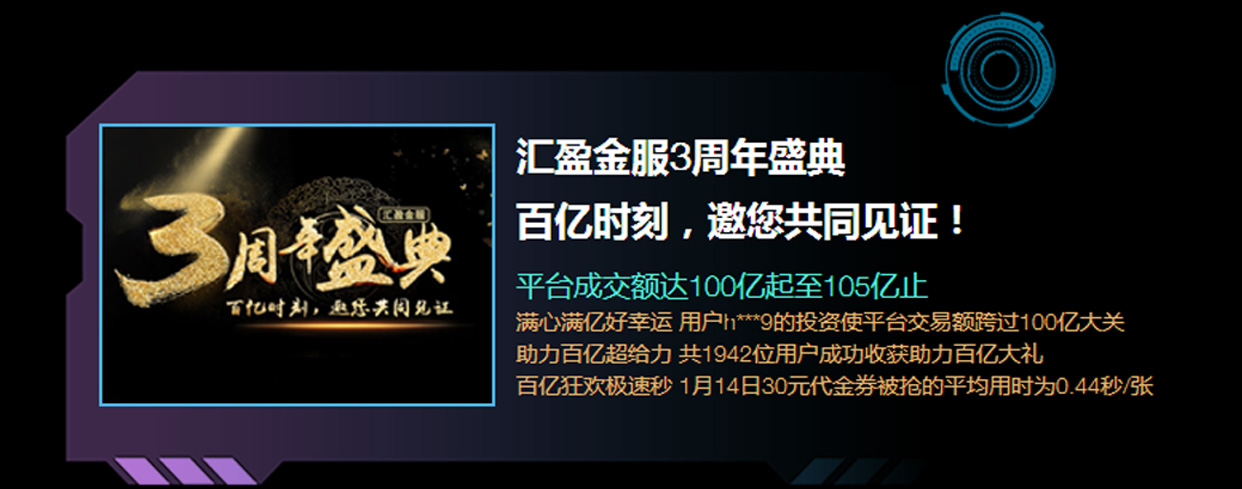 3周年盛典
汇盈金服
百亿时刻，邀您共同见证
汇盈金服3周年盛典
百亿时刻，邀您共同见证！
平台成交额达100亿起至105亿止
满心满亿好幸运 用户h***9的投资使平台交易额跨过100亿大关
助力百亿超给力 共1942位用户成功收获助力百亿大礼
百亿狂欢极速秒 1月14日30元代金券被抢的平均用时为0.44秒/张